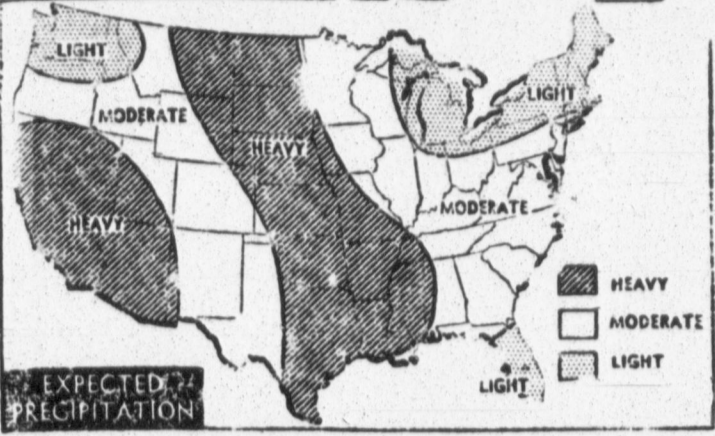 LIGHT
LIGHT
MODERATE
HEAVY
MODERATE
HEAVY
HEAVY
MODERATE
LIGHT
LIGHT
EXPECTED
PRECIPITATION